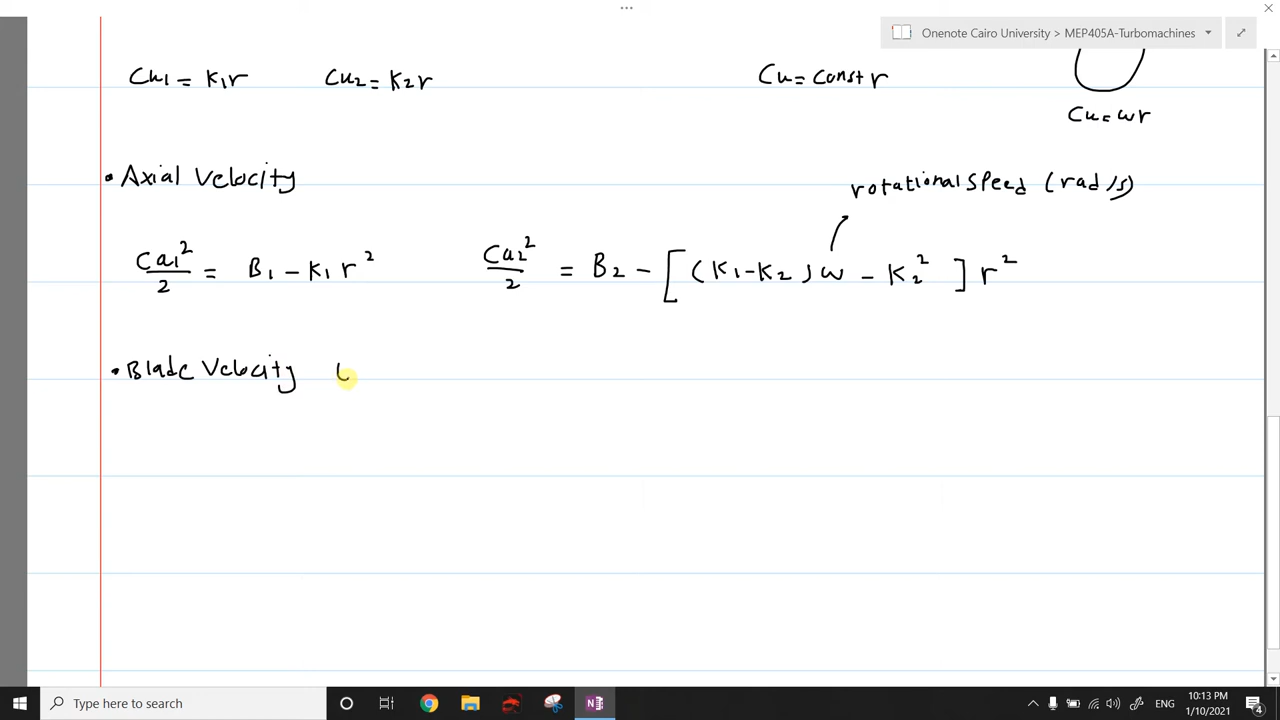 Onenote Cairo University > MEP405A-Turbomachines
Cu₁ = K₁r Cu₂ = K₂r Cu = const r
Cu = ωr
• Axial Velocity
rotational speed (rad/s)
Ca₁²/2 = B₁ - K₁r² Ca₂²/2 = B₂ - [(K₁-K₂)ω - K₂²] r²
• Blade Velocity
Type here to search
ENG
10:13 PM
1/10/2021
4